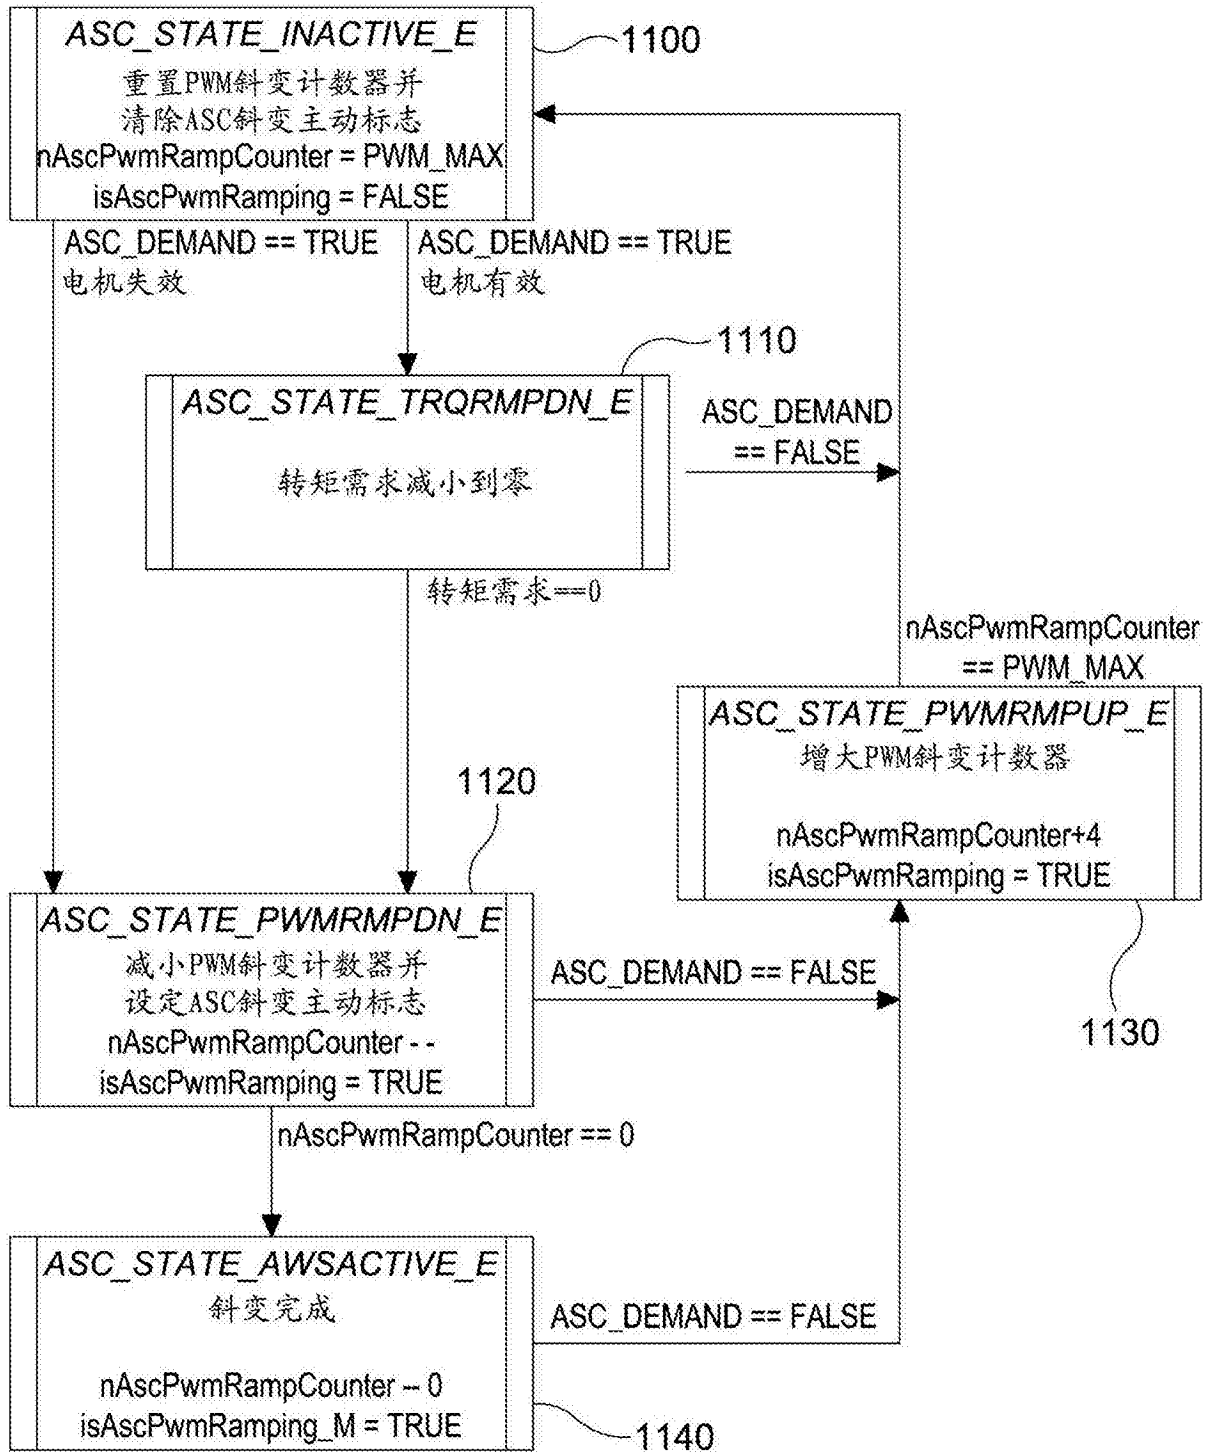 ASC_STATE_INACTIVE_E
重置PWM斜变计数器并
清除ASC斜变主动标志
nAscPwmRampCounter = PWM_MAX
isAscPwmRamping = FALSE
1100
ASC_DEMAND == TRUE
电机失效
ASC_DEMAND == TRUE
电机有效
1110
ASC_STATE_TRQRMPDN_E
转矩需求减小到零
ASC_DEMAND
== FALSE
转矩需求==0
nAscPwmRampCounter
== PWM_MAX
ASC_STATE_PWMRMPUP_E
增大PWM斜变计数器
nAscPwmRampCounter+4
isAscPwmRamping = TRUE
1130
1120
ASC_STATE_PWMRMPDN_E
减小PWM斜变计数器并
设定ASC斜变主动标志
nAscPwmRampCounter - -
isAscPwmRamping = TRUE
ASC_DEMAND == FALSE
nAscPwmRampCounter == 0
ASC_STATE_AWSACTIVE_E
斜变完成
nAscPwmRampCounter -- 0
isAscPwmRamping_M = TRUE
ASC_DEMAND == FALSE
1140